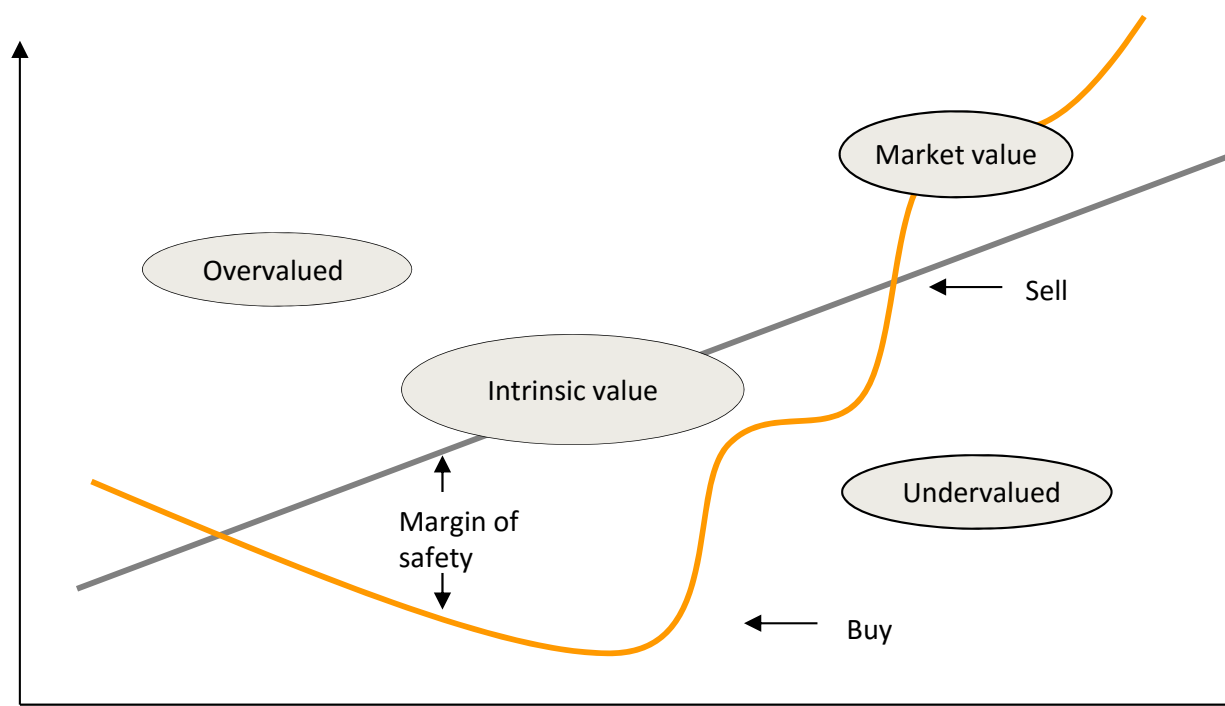 Market value
Overvalued
Sell
Intrinsic value
Undervalued
Margin of
safety
Buy